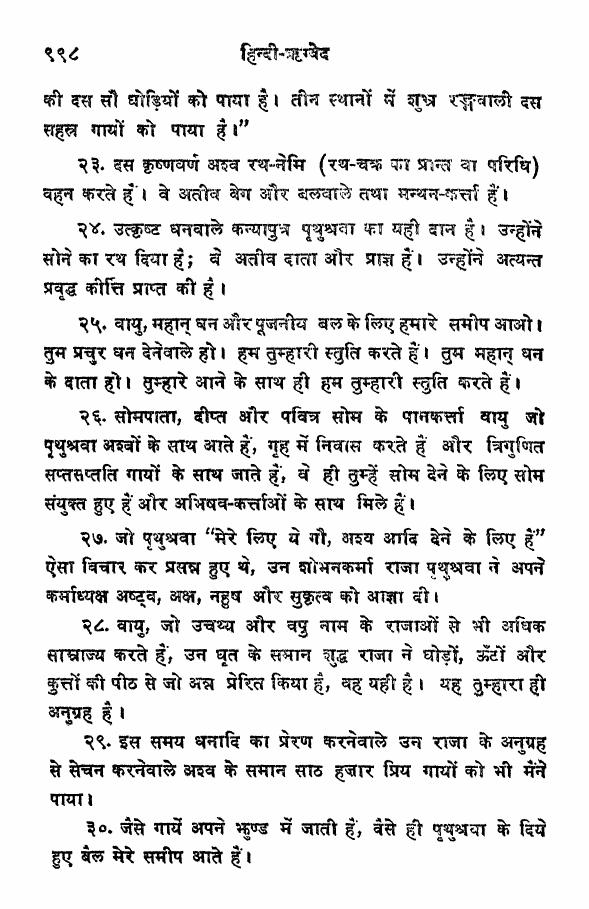 ९९८ हिन्दी-ऋग्वेद
की दस सौ घोड़ियों को पाया है। तीन स्थानों में शुभ्र रङ्गवाली दस
सहस्र गायों को पाया है।”
२३. दस कृष्णवर्ण अश्व रथ-नेमि (रथ-चक्र का प्रान्त वा परिधि)
वहन करते हैं। वे अतीव वेग और बलवाले तथा मन्थन-कर्त्ता हैं।
२४. उत्कृष्ट धनवाले कन्यापुत्र पृथुश्रवा का यही दान है। उन्होंने
सोने का रथ दिया है; वे अतीव दाता और प्राज्ञ हैं। उन्होंने अत्यन्त
प्रवृद्ध कीर्त्ति प्राप्त की है।
२५. वायु, महान् धन और पूजनीय बल के लिए हमारे समीप आओ।
तुम प्रचुर धन देनेवाले हो। हम तुम्हारी स्तुति करते हैं। तुम महान् धन
के दाता हो। तुम्हारे आने के साथ ही हम तुम्हारी स्तुति करते हैं।
२६. सोमपाता, दीप्त और पवित्र सोम के पानकर्त्ता वायु जो
पृथुश्रवा अश्वों के साथ आते हैं, गृह में निवास करते हैं और त्रिगुणित
सप्तसप्तति गायों के साथ जाते हैं, वे ही तुम्हें सोम देने के लिए सोम
संयुक्त हुए हैं और अभिषव-कर्त्ताओं के साथ मिले हैं।
२७. जो पृथुश्रवा “मेरे लिए ये गौ, अश्व आदि देने के लिए हैं”
ऐसा विचार कर प्रसन्न हुए थे, उन शोभनकर्मा राजा पृथुश्रवा ने अपने
कर्माध्यक्ष अष्ट्व, अक्ष, नहुष और सुकृत्व को आज्ञा दी।
२८. वायु, जो उचथ्य और वपु नाम के राजाओं से भी अधिक
साम्राज्य करते हैं, उन घृत के समान शुद्ध राजा ने घोड़ों, ऊँटों और
कुत्तों की पीठ से जो अन्न प्रेरित किया है, वह यही है। यह तुम्हारा ही
अनुग्रह है।
२९. इस समय धनादि का प्रेरण करनेवाले उन राजा के अनुग्रह
से सेचन करनेवाले अश्व के समान साठ हजार प्रिय गायों को भी मैंने
पाया।
३०. जैसे गायें अपने झुण्ड में जाती हैं, वैसे ही पृथुश्रवा के दिये
हुए बैल मेरे समीप आते हैं।